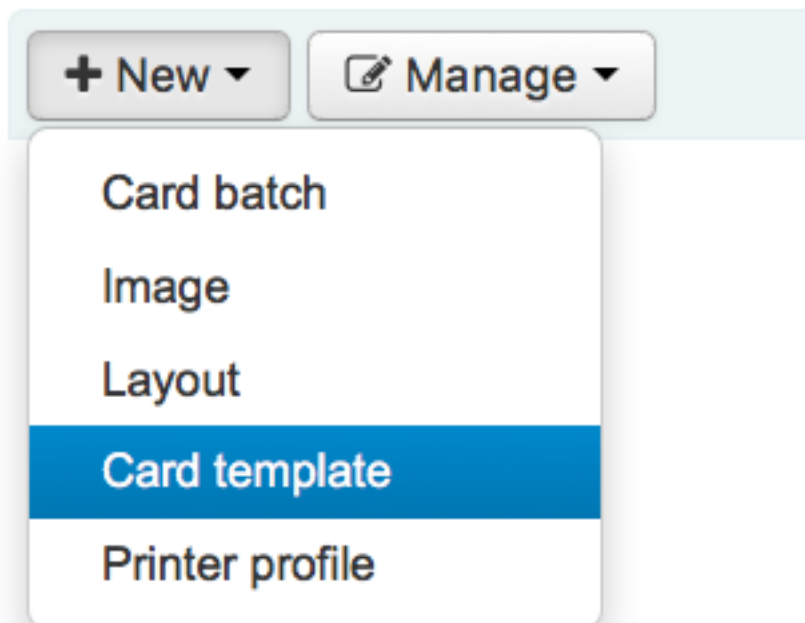 + New Manage
Card batch
Image
Layout
Card template
Printer profile